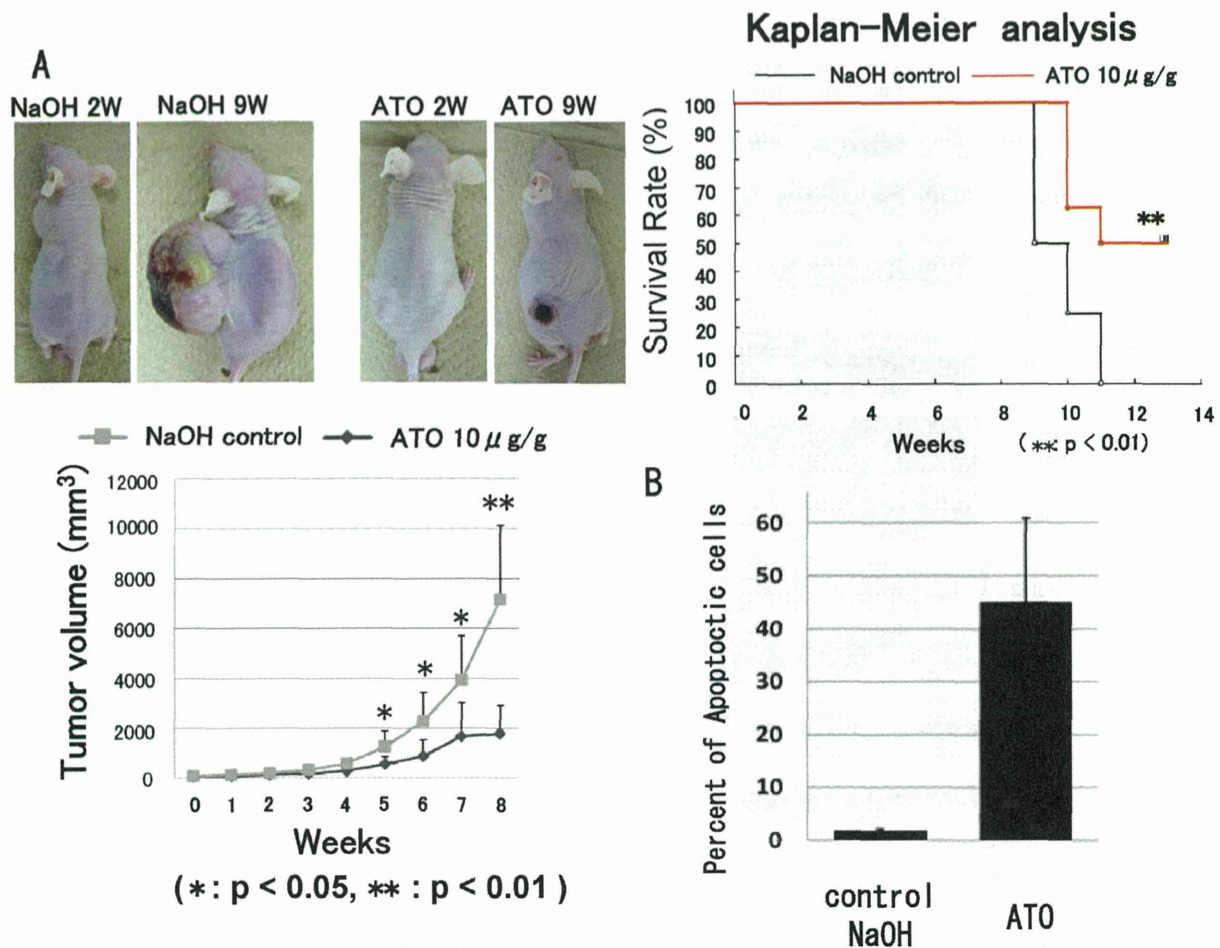 A
NaOH 2W
NaOH 9W
ATO 2W
ATO 9W
Kaplan-Meier analysis
NaOH control
ATO 10μg/g
Survival Rate (%)
100
90
80
70
60
50
40
30
20
10
0
**
0 2 4 6 8 10 12 14
Weeks
(**: p < 0.01)
NaOH control
ATO 10μg/g
Tumor volume (mm³)
12000
10000
8000
6000
4000
2000
0
* * * **
0 1 2 3 4 5 6 7 8
Weeks
(*: p < 0.05, **: p < 0.01)
B
Percent of Apoptoctic cells
60
50
40
30
20
10
0
control
NaOH
ATO